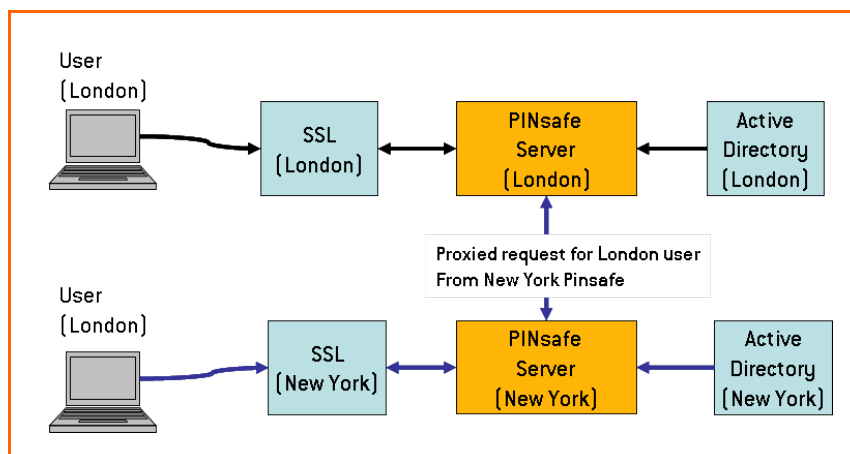 User
(London)
SSL
(London)
PINsafe
Server
(London)
Active
Directory
(London)
Proxied request for London user
From New York Pinsafe
User
(London)
SSL
(New York)
PINsafe
Server
(New York)
Active
Directory
(New York)